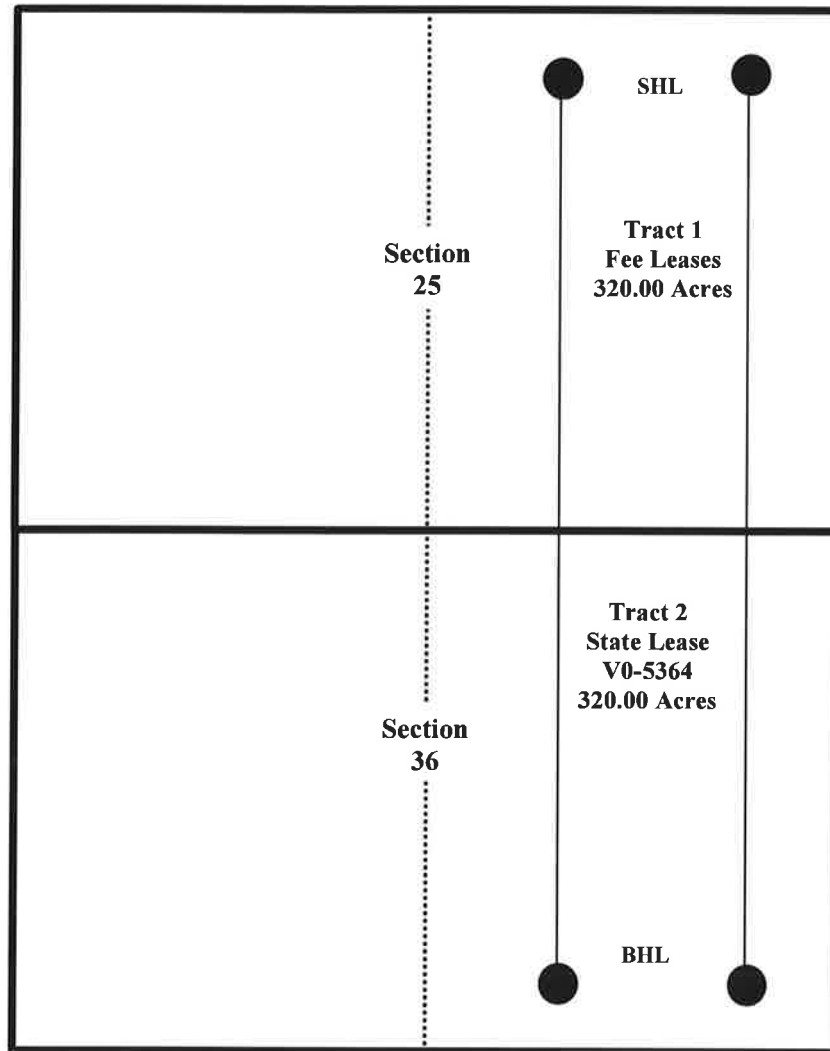 SHL
Tract 1
Fee Leases
320.00 Acres
Section
25
Tract 2
State Lease
V0-5364
320.00 Acres
Section
36
BHL